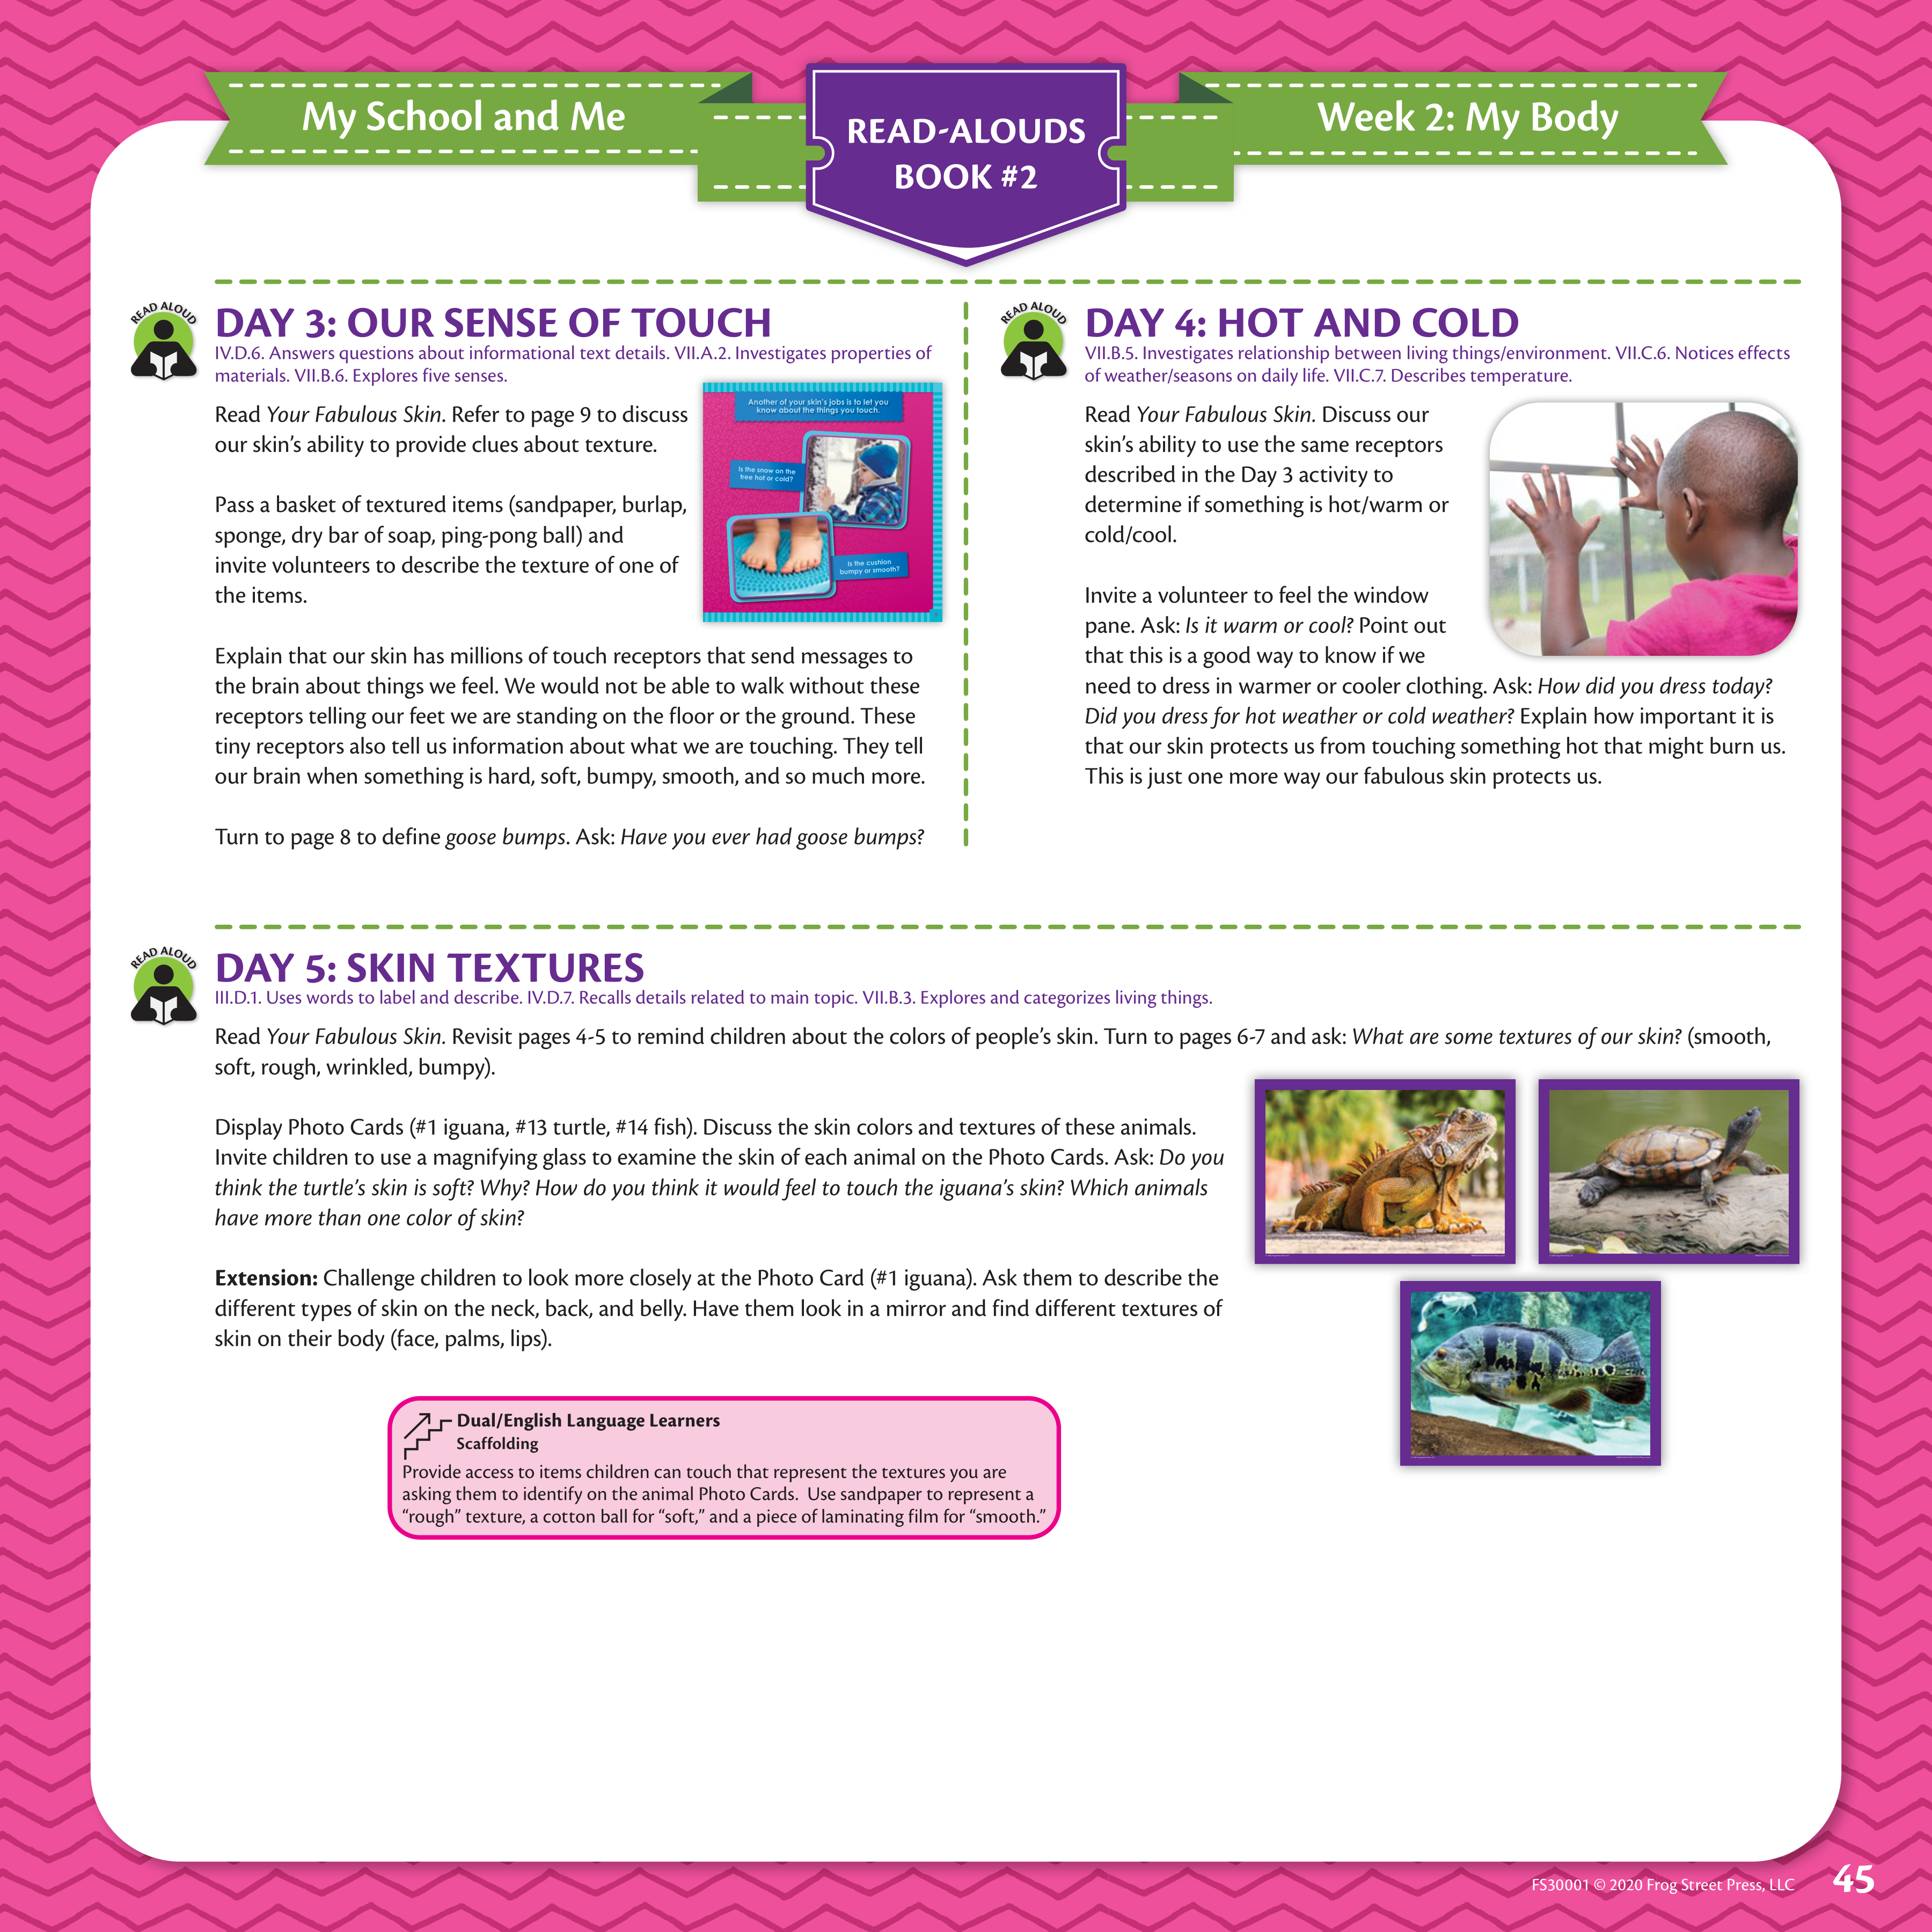 My School and Me
READ-ALOUDS
BOOK #2
Week 2: My Body
READ ALOUD
DAY 3: OUR SENSE OF TOUCH
IV.D.6. Answers questions about informational text details. VII.A.2. Investigates properties of
materials. VII.B.6. Explores five senses.
Read Your Fabulous Skin. Refer to page 9 to discuss
our skin’s ability to provide clues about texture.
Pass a basket of textured items (sandpaper, burlap,
sponge, dry bar of soap, ping-pong ball) and
invite volunteers to describe the texture of one of
the items.
Another of your skin's jobs is to let you
know about the things you touch.
Is the snow on the
tree hot or cold?
Is the cushion
bumpy or smooth?
Explain that our skin has millions of touch receptors that send messages to
the brain about things we feel. We would not be able to walk without these
receptors telling our feet we are standing on the floor or the ground. These
tiny receptors also tell us information about what we are touching. They tell
our brain when something is hard, soft, bumpy, smooth, and so much more.
Turn to page 8 to define goose bumps. Ask: Have you ever had goose bumps?
READ ALOUD
DAY 4: HOT AND COLD
VII.B.5. Investigates relationship between living things/environment. VII.C.6. Notices effects
of weather/seasons on daily life. VII.C.7. Describes temperature.
Read Your Fabulous Skin. Discuss our
skin’s ability to use the same receptors
described in the Day 3 activity to
determine if something is hot/warm or
cold/cool.
Invite a volunteer to feel the window
pane. Ask: Is it warm or cool? Point out
that this is a good way to know if we
need to dress in warmer or cooler clothing. Ask: How did you dress today?
Did you dress for hot weather or cold weather? Explain how important it is
that our skin protects us from touching something hot that might burn us.
This is just one more way our fabulous skin protects us.
READ ALOUD
DAY 5: SKIN TEXTURES
III.D.1. Uses words to label and describe. IV.D.7. Recalls details related to main topic. VII.B.3. Explores and categorizes living things.
Read Your Fabulous Skin. Revisit pages 4-5 to remind children about the colors of people’s skin. Turn to pages 6-7 and ask: What are some textures of our skin? (smooth,
soft, rough, wrinkled, bumpy).
Display Photo Cards (#1 iguana, #13 turtle, #14 fish). Discuss the skin colors and textures of these animals.
Invite children to use a magnifying glass to examine the skin of each animal on the Photo Cards. Ask: Do you
think the turtle’s skin is soft? Why? How do you think it would feel to touch the iguana’s skin? Which animals
have more than one color of skin?
Extension: Challenge children to look more closely at the Photo Card (#1 iguana). Ask them to describe the
different types of skin on the neck, back, and belly. Have them look in a mirror and find different textures of
skin on their body (face, palms, lips).
Dual/English Language Learners
Scaffolding
Provide access to items children can touch that represent the textures you are
asking them to identify on the animal Photo Cards. Use sandpaper to represent a
“rough” texture, a cotton ball for “soft,” and a piece of laminating film for “smooth.”
FS30001 © 2020 Frog Street Press, LLC
45